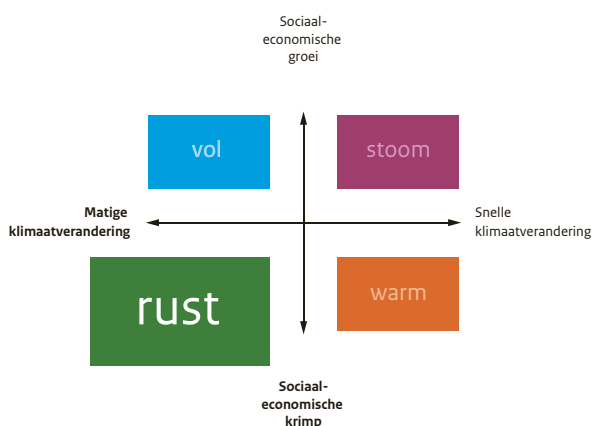 Sociaal-
economische
groei
vol
stoom
Matige
klimaatverandering
Snelle
klimaatverandering
rust
warm
Sociaal-
economische
krimp